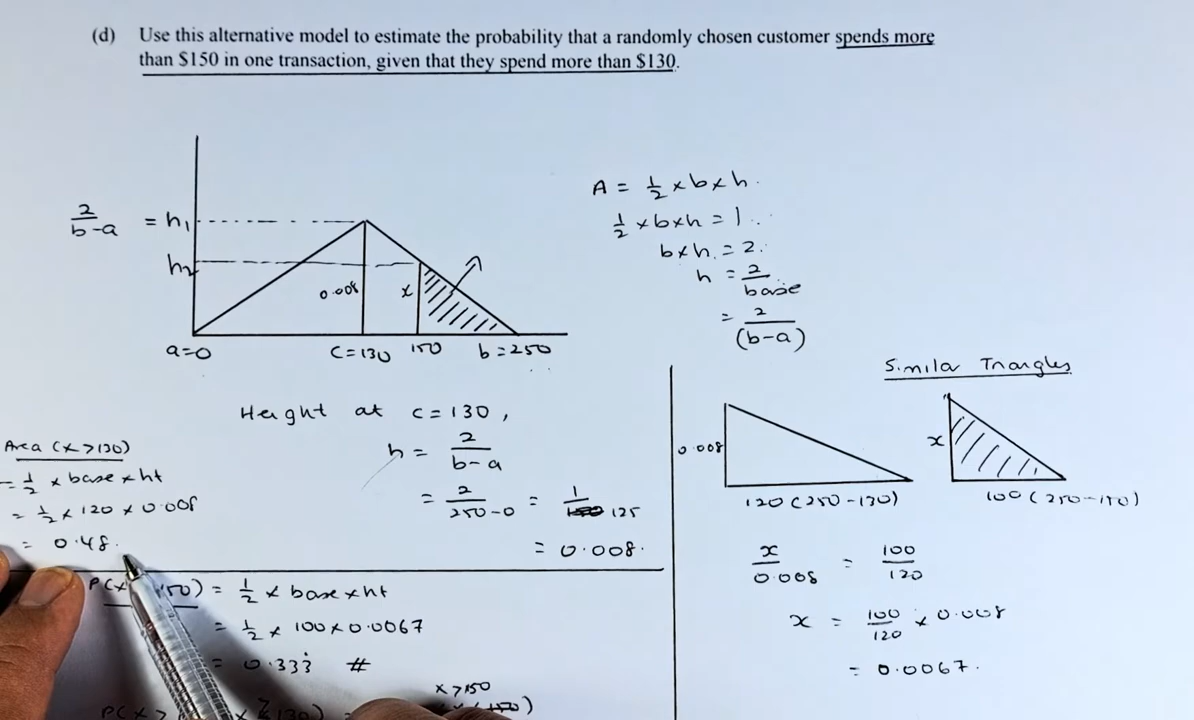 (d) Use this alternative model to estimate the probability that a randomly chosen customer spends more
than $150 in one transaction, given that they spend more than $130.
2/(b-a) = h1
h2
0.008
x
a=0
C=130
150
b=250
A = 1/2 × b × h.
1/2 × b × h = 1..
b × h. = 2.
h = 2/base
= 2/(b-a)
Height at c = 130,
h = 2/(b-a)
= 2/(250-0) = 1/125
= 0.008.
Area (x>130)
= 1/2 × base × ht
= 1/2 × 120 × 0.008
= 0.48.
Similar Triangles
0.008
120 (250-130)
x
100 (250-150)
x/0.008 = 100/120
x = 100/120 × 0.008
= 0.0067.
P(x 150) = 1/2 × base × ht
= 1/2 × 100 × 0.0067
= 0.333 #
x>150
P(x>